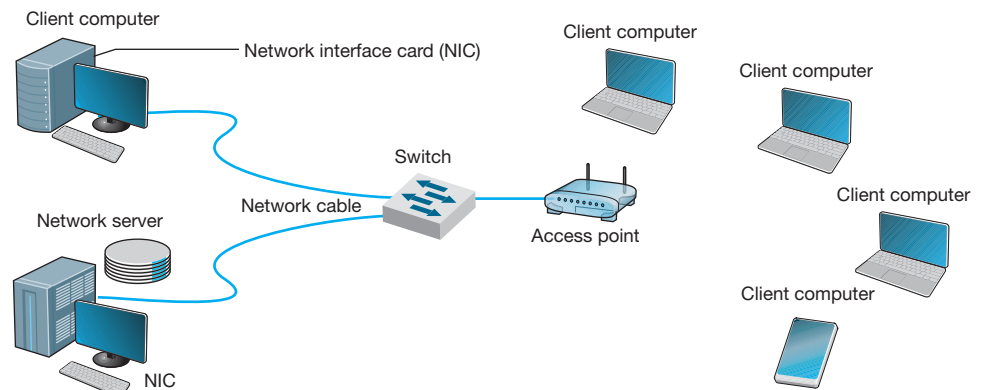 Client computer
Network interface card (NIC)
Client computer
Client computer
Switch
Network cable
Client computer
Network server
Access point
Client computer
NIC